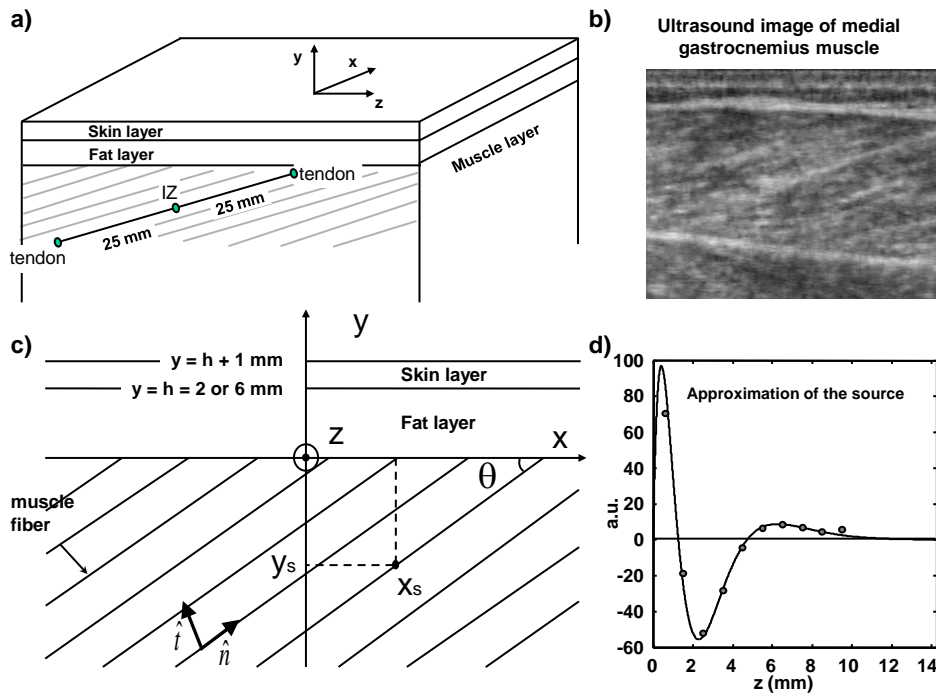 a)
y
x
z
Skin layer
Fat layer
Muscle layer
tendon
IZ
25 mm
25 mm
tendon
b)
Ultrasound image of medial
gastrocnemius muscle
c)
y
y = h + 1 mm
Skin layer
y = h = 2 or 6 mm
Fat layer
z
x
θ
muscle
fiber
yₛ
xₛ
t̂
n̂
d)
Approximation of the source
a.u.
100
80
60
40
20
0
-20
-40
-60
0 2 4 6 8 10 12 14
z (mm)